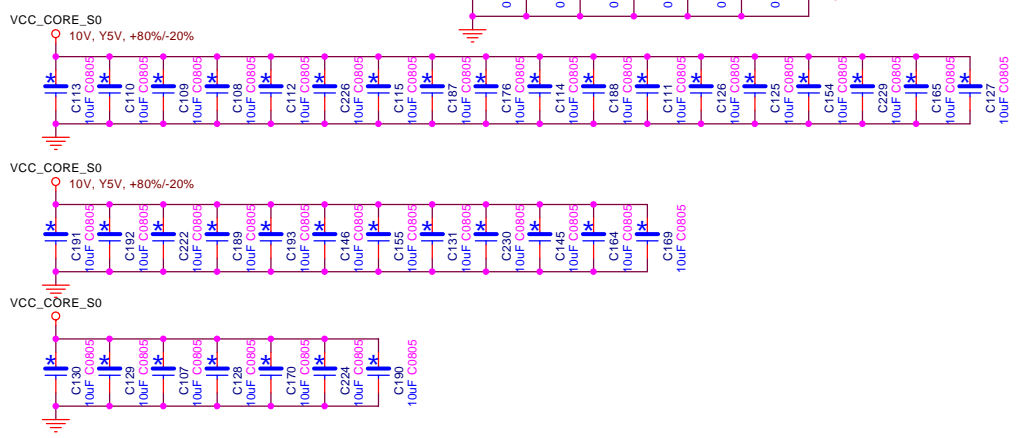 0 0 0 0 0 0
VCC_CORE_S0
10V, Y5V, +80%/-20%
* C113 10uF C0805
* C110 10uF C0805
* C109 10uF C0805
* C108 10uF C0805
* C112 10uF C0805
* C226 10uF C0805
* C115 10uF C0805
* C187 10uF C0805
* C176 10uF C0805
* C114 10uF C0805
* C188 10uF C0805
* C111 10uF C0805
* C126 10uF C0805
* C125 10uF C0805
* C154 10uF C0805
* C229 10uF C0805
* C165 10uF C0805
* C127 10uF C0805
VCC_CORE_S0
10V, Y5V, +80%/-20%
* C191 10uF C0805
* C192 10uF C0805
* C222 10uF C0805
* C189 10uF C0805
* C193 10uF C0805
* C146 10uF C0805
* C155 10uF C0805
* C131 10uF C0805
* C230 10uF C0805
* C145 10uF C0805
* C164 10uF C0805
* C169 10uF C0805
VCC_CORE_S0
* C130 10uF C0805
* C129 10uF C0805
* C107 10uF C0805
* C128 10uF C0805
* C170 10uF C0805
* C224 10uF C0805
* C190 10uF C0805